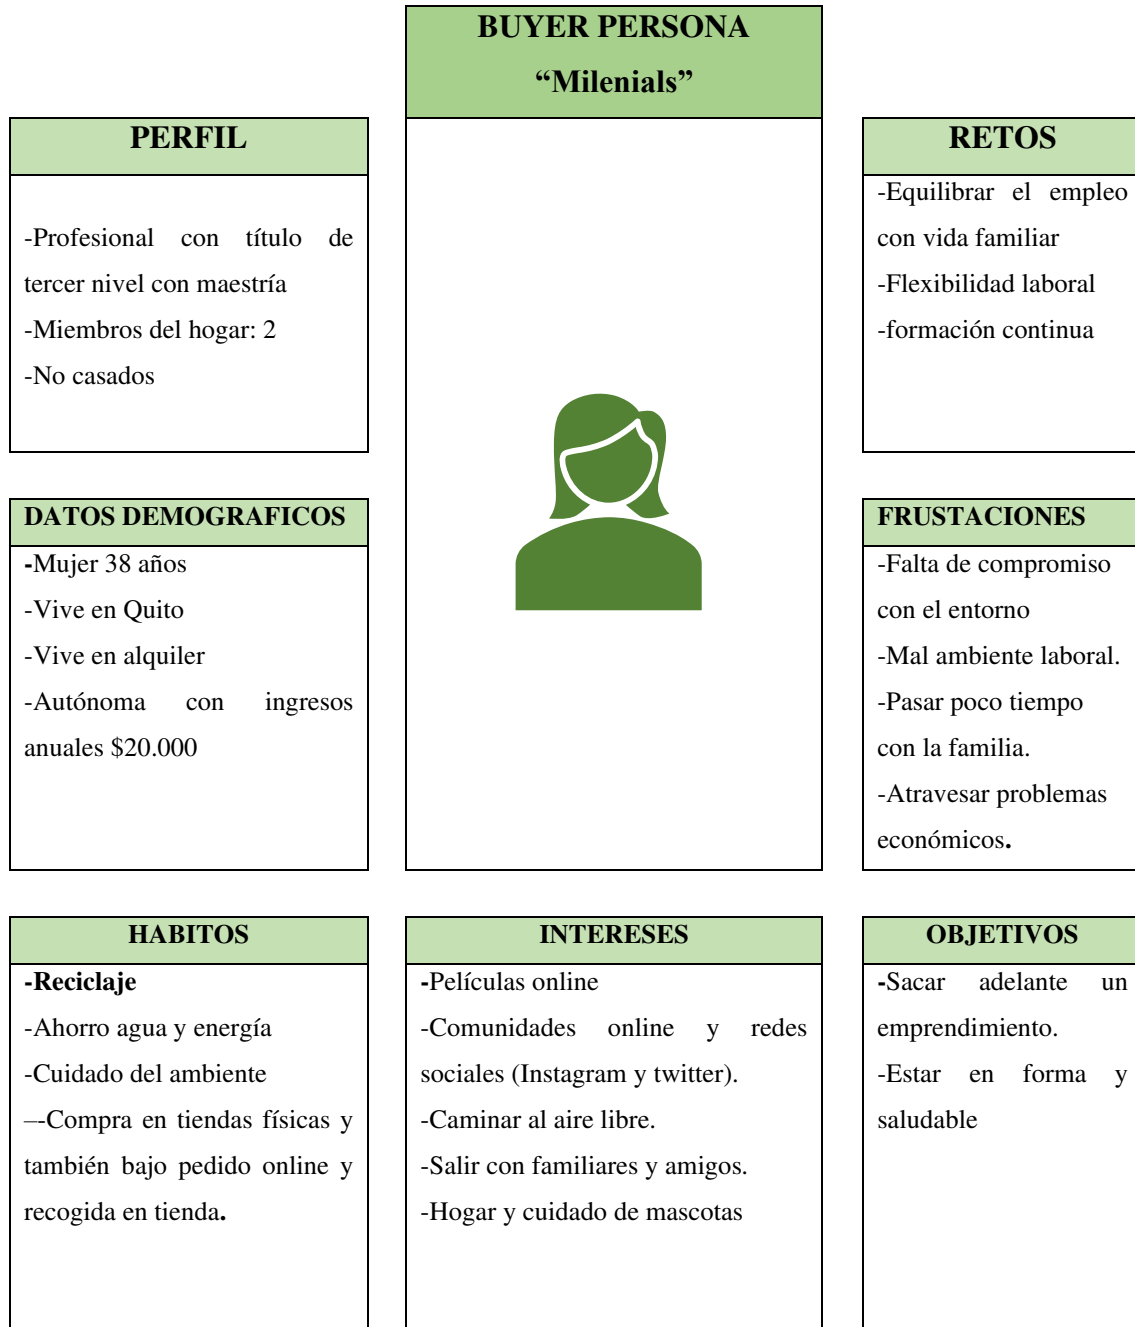 BUYER PERSONA
“Milenials”
PERFIL
-Profesional con título de
tercer nivel con maestría
-Miembros del hogar: 2
-No casados
RETOS
-Equilibrar el empleo
con vida familiar
-Flexibilidad laboral
-formación continua
DATOS DEMOGRAFICOS
-Mujer 38 años
-Vive en Quito
-Vive en alquiler
-Autónoma con ingresos
anuales $20.000
FRUSTACIONES
-Falta de compromiso
con el entorno
-Mal ambiente laboral.
-Pasar poco tiempo
con la familia.
-Atravesar problemas
económicos.
HABITOS
-Reciclaje
-Ahorro agua y energía
-Cuidado del ambiente
–-Compra en tiendas físicas y
también bajo pedido online y
recogida en tienda.
INTERESES
-Películas online
-Comunidades online y redes
sociales (Instagram y twitter).
-Caminar al aire libre.
-Salir con familiares y amigos.
-Hogar y cuidado de mascotas
OBJETIVOS
-Sacar adelante un
emprendimiento.
-Estar en forma y
saludable